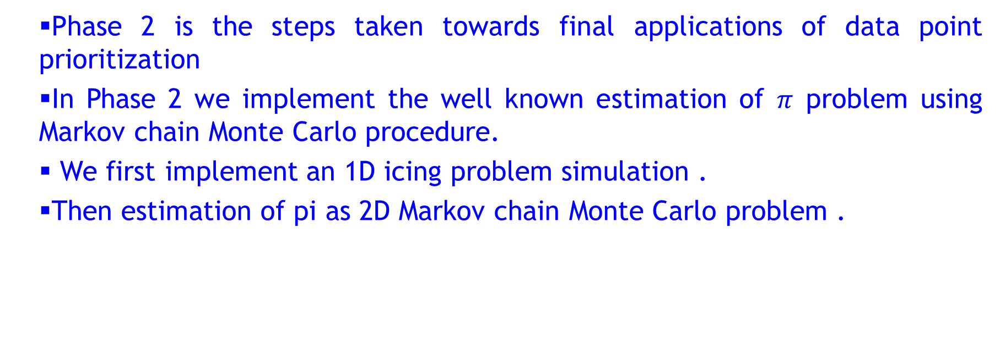 ▪Phase 2 is the steps taken towards final applications of data point
prioritization
▪In Phase 2 we implement the well known estimation of 𝜋 problem using
Markov chain Monte Carlo procedure.
▪ We first implement an 1D icing problem simulation .
▪Then estimation of pi as 2D Markov chain Monte Carlo problem .